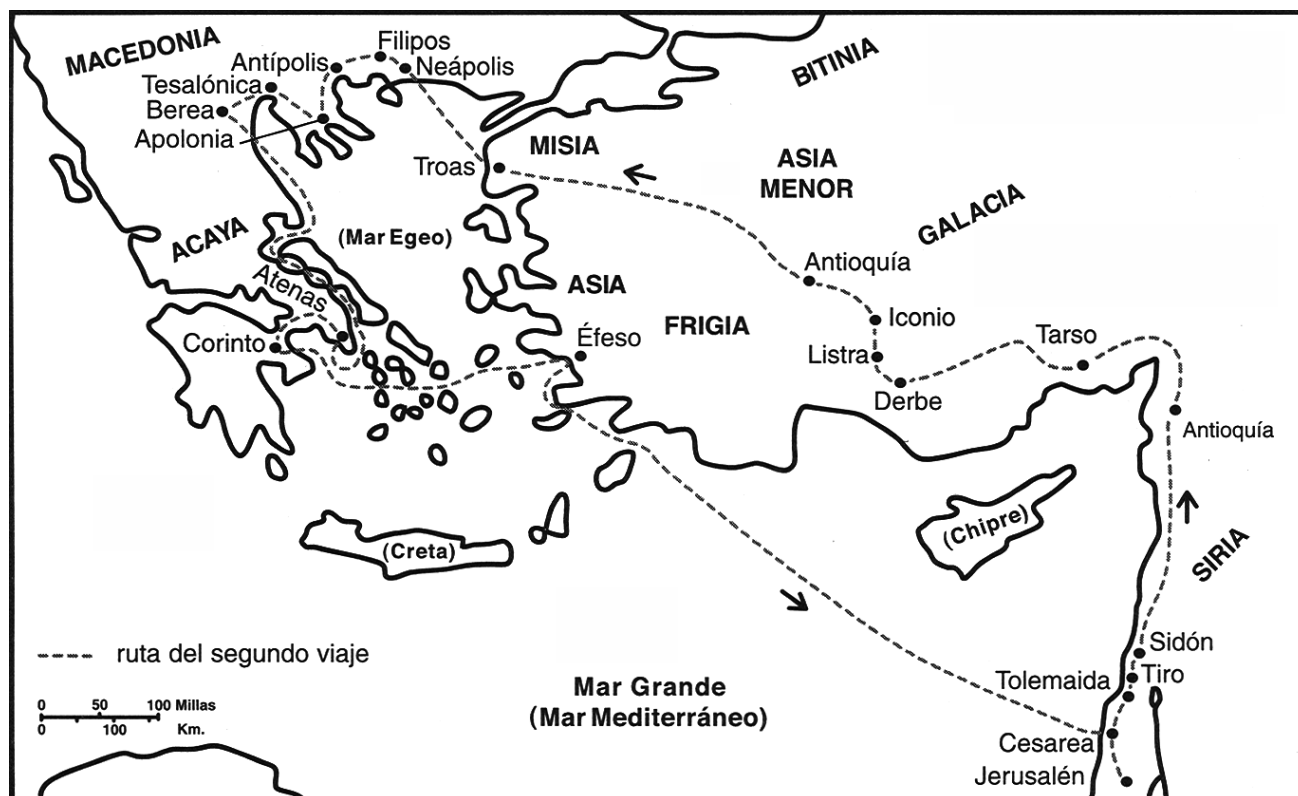 MACEDONIA
Filipos
Antípolis
Neápolis
Tesalónica
Berea
Apolonia
BITINIA
MISIA
Troas
ASIA
MENOR
GALACIA
ACAYA
(Mar Egeo)
Atenas
Antioquía
ASIA
FRIGIA
Iconio
Corinto
Éfeso
Listra
Tarso
Derbe
Antioquía
(Creta)
(Chipre)
SIRIA
ruta del segundo viaje
Sidón
Tiro
Tolemaida
Mar Grande
(Mar Mediterráneo)
0 50 100 Millas
0 100 Km.
Cesarea
Jerusalén